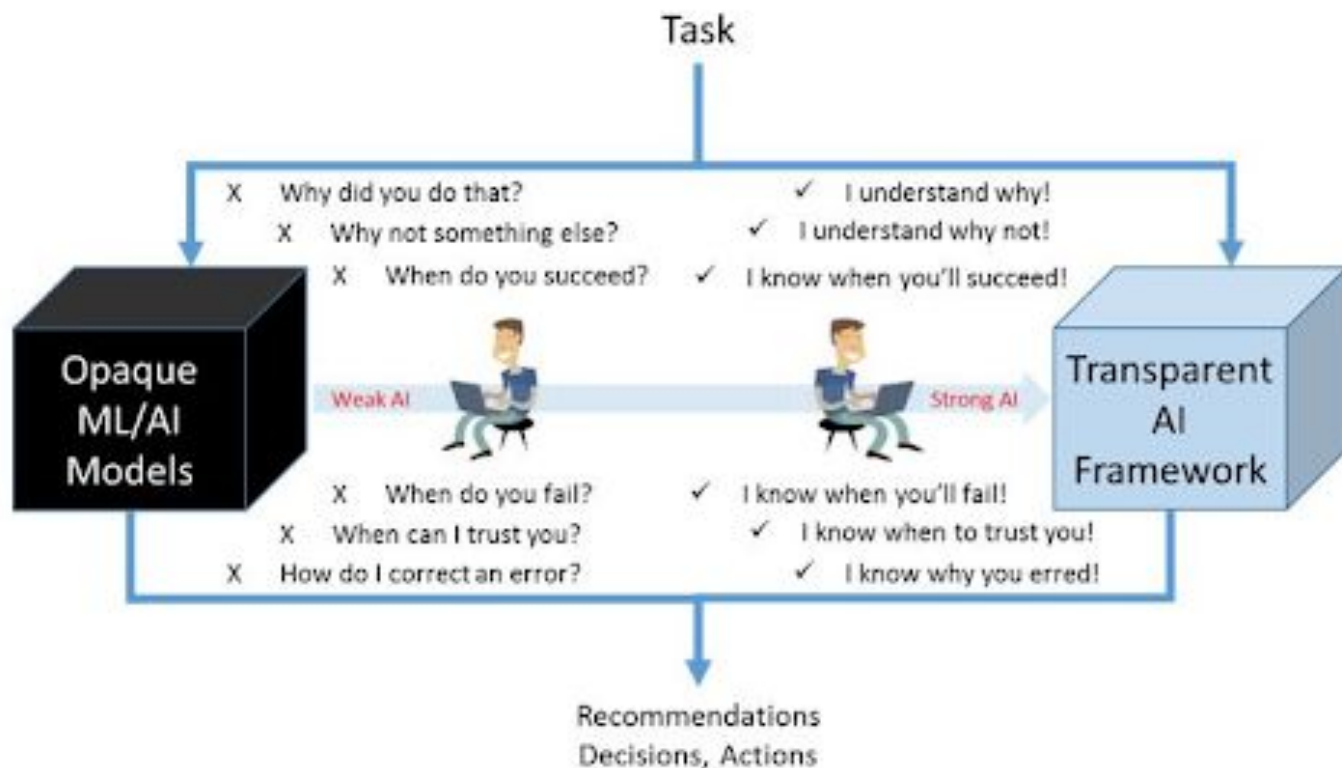 Task
X Why did you do that?
✓ I understand why!
X Why not something else?
✓ I understand why not!
X When do you succeed?
✓ I know when you'll succeed!
Opaque
ML/AI
Models
Weak AI
Strong AI
Transparent
AI
Framework
X When do you fail?
✓ I know when you'll fail!
X When can I trust you?
✓ I know when to trust you!
X How do I correct an error?
✓ I know why you erred!
Recommendations
Decisions, Actions